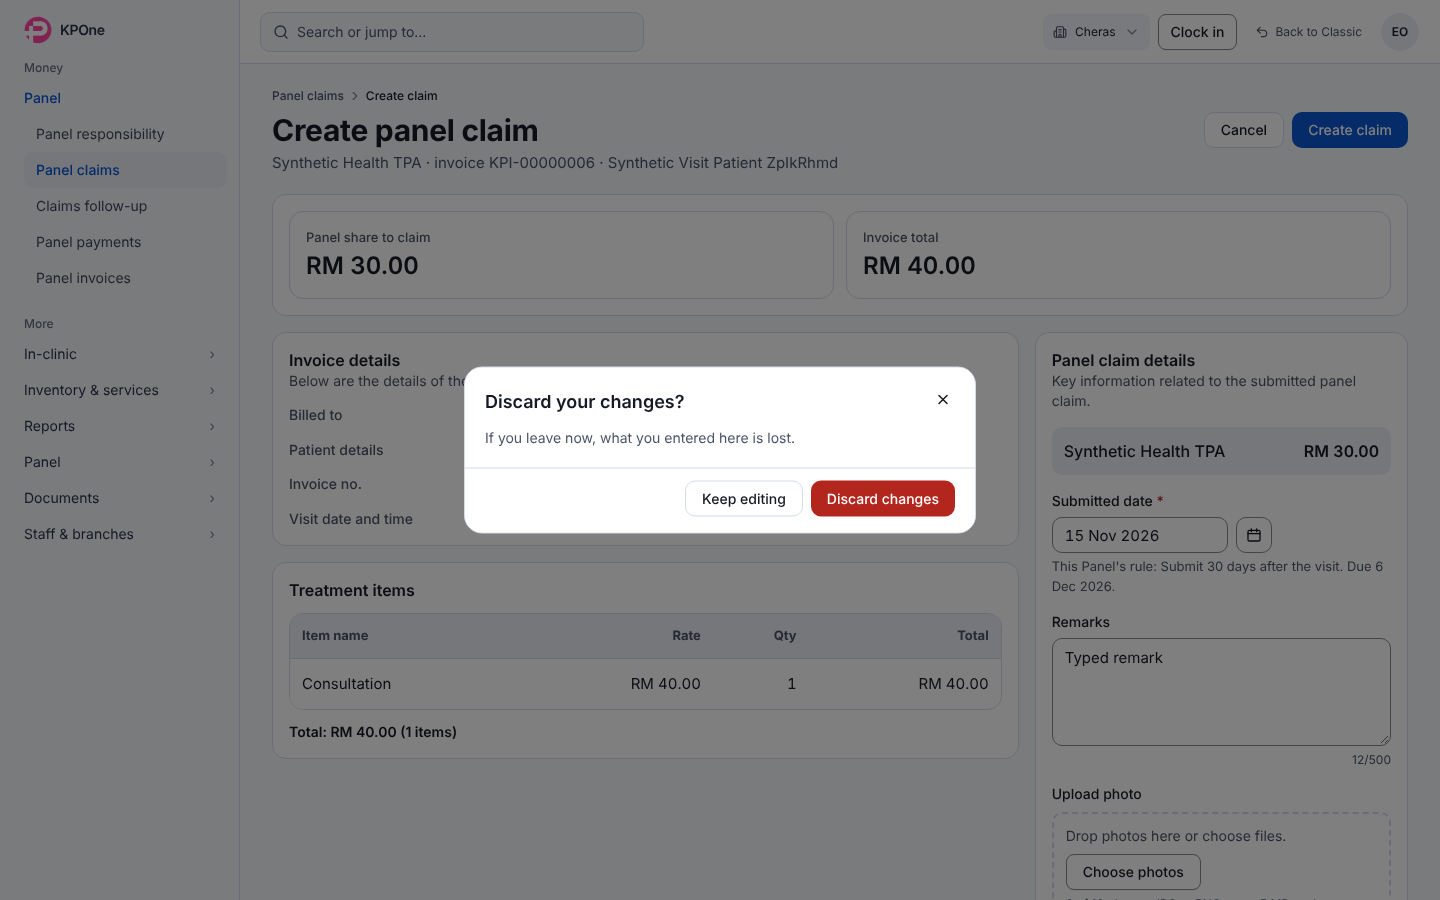 KPOne
Money
Panel
Panel responsibility
Panel claims
Claims follow-up
Panel payments
Panel invoices
More
In-clinic
Inventory & services
Reports
Panel
Documents
Staff & branches
Search or jump to...
Cheras
Clock in
Back to Classic
EO
Panel claims > Create claim
Create panel claim
Synthetic Health TPA · invoice KPI-00000006 · Synthetic Visit Patient ZpIkRhmd
Cancel
Create claim
Panel share to claim
RM 30.00
Invoice total
RM 40.00
Invoice details
Below are the details of the
Billed to
Patient details
Invoice no.
Visit date and time
Discard your changes?
If you leave now, what you entered here is lost.
Keep editing
Discard changes
Treatment items
Item name Rate Qty Total
Consultation RM 40.00 1 RM 40.00
Total: RM 40.00 (1 items)
Panel claim details
Key information related to the submitted panel
claim.
Synthetic Health TPA RM 30.00
Submitted date *
15 Nov 2026
This Panel's rule: Submit 30 days after the visit. Due 6
Dec 2026.
Remarks
Typed remark
12/500
Upload photo
Drop photos here or choose files.
Choose photos